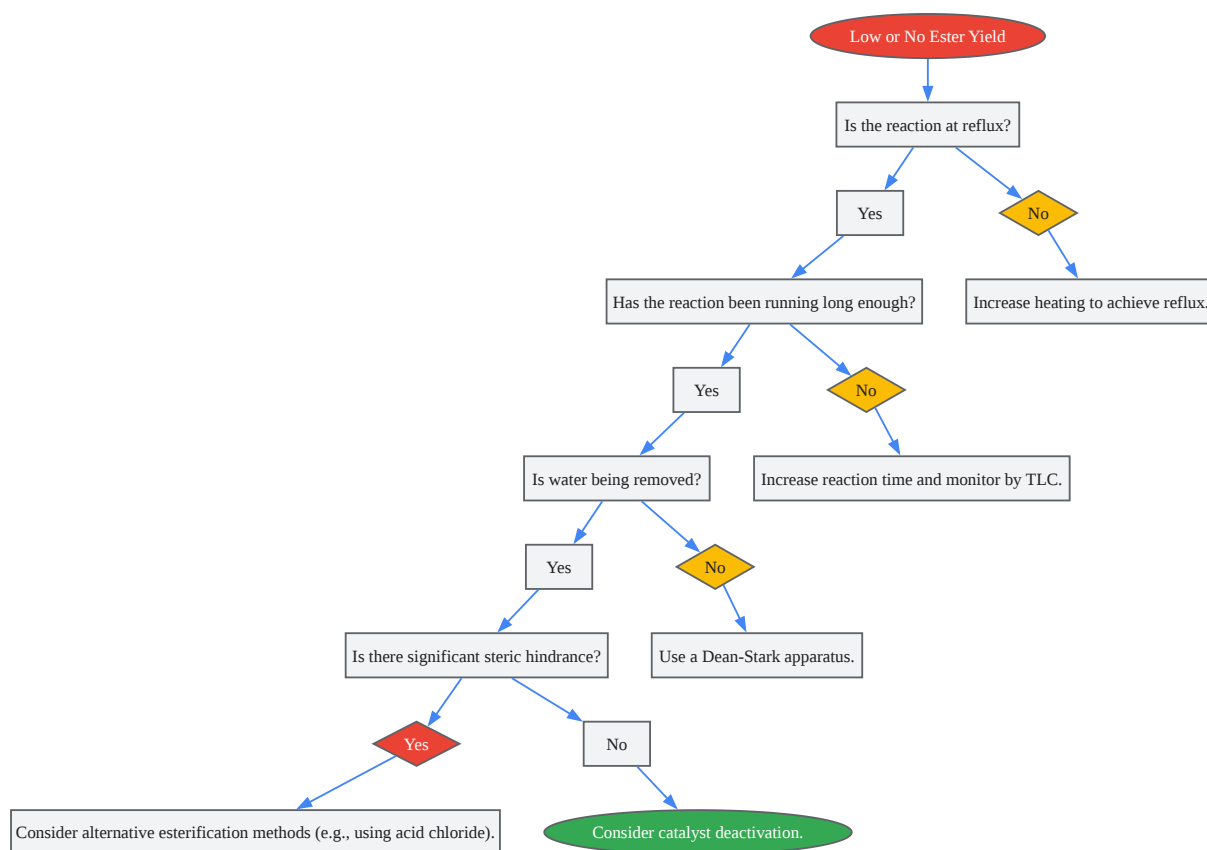 Low or No Ester Yield
Is the reaction at reflux?
Yes
No
Has the reaction been running long enough?
Increase heating to achieve reflux.
Yes
No
Is water being removed?
Increase reaction time and monitor by TLC.
Yes
No
Is there significant steric hindrance?
Use a Dean-Stark apparatus.
Yes
No
Consider alternative esterification methods (e.g., using acid chloride).
Consider catalyst deactivation.